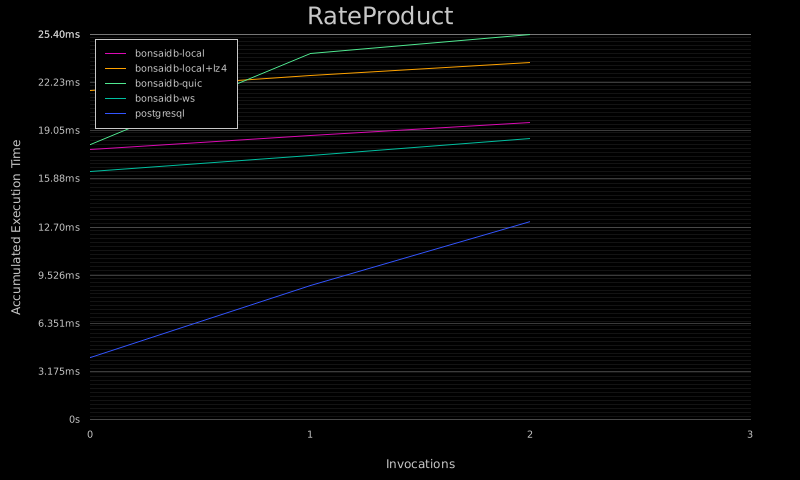 RateProduct
25.40ms
22.23ms
19.05ms
15.88ms
12.70ms
9.526ms
6.351ms
3.175ms
0s
Accumulated Execution Time
bonsaidb-local
bonsaidb-local+lz4
bonsaidb-quic
bonsaidb-ws
postgresql
0 1 2 3
Invocations